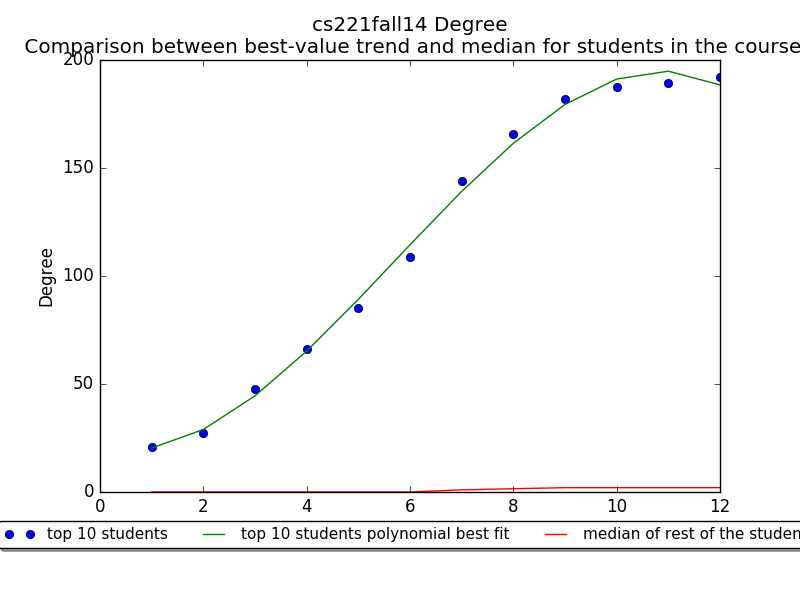 cs221fall14 Degree
Comparison between best-value trend and median for students in the course
200
150
100
50
0
Degree
0 2 4 6 8 10 12
top 10 students top 10 students polynomial best fit median of rest of the